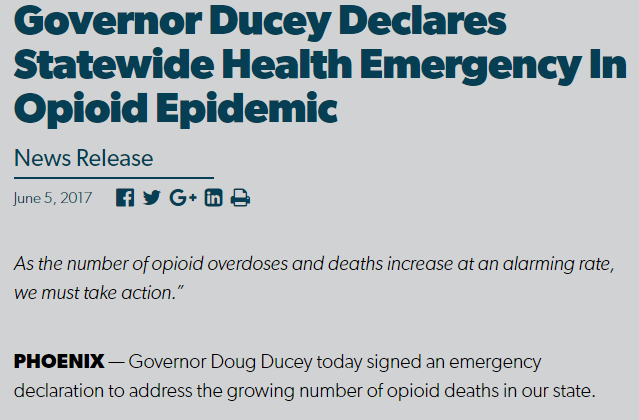 Governor Ducey Declares
Statewide Health Emergency In
Opioid Epidemic
News Release
June 5, 2017
As the number of opioid overdoses and deaths increase at an alarming rate,
we must take action.”
PHOENIX — Governor Doug Ducey today signed an emergency
declaration to address the growing number of opioid deaths in our state.